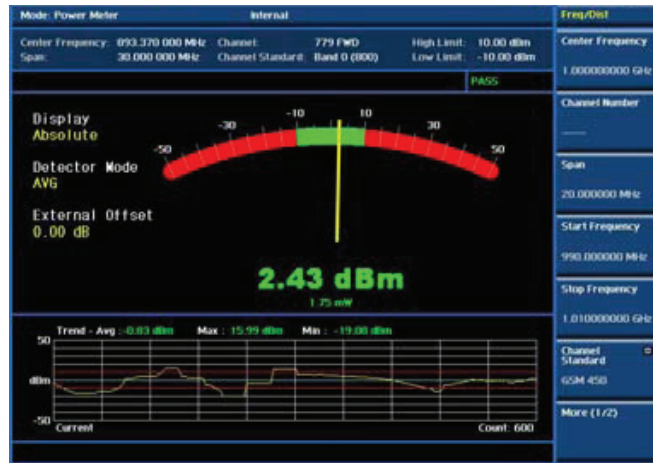 Mode: Power Meter
Internal
Freq/Dist
Center Frequency: 893.370 000 MHz Channel: 779 FWD High Limit: 10.00 dBm
Span: 30.000 000 MHz Channel Standard: Band 0 (800) Low Limit: -10.00 dBm
PASS
Center Frequency
1.000000000 GHz
Channel Number
----
Span
20.000000 MHz
Start Frequency
990.000000 MHz
Stop Frequency
1.010000000 GHz
Channel Standard
GSM 450
More (1/2)
Display
Absolute
Detector Mode
AVG
External Offset
0.00 dB
-50
-30
-10
10
30
50
2.43 dBm
1.75 mW
Trend - Avg : -0.83 dBm Max : 15.99 dBm Min : -19.08 dBm
50
dBm
-50
Current
Count: 600